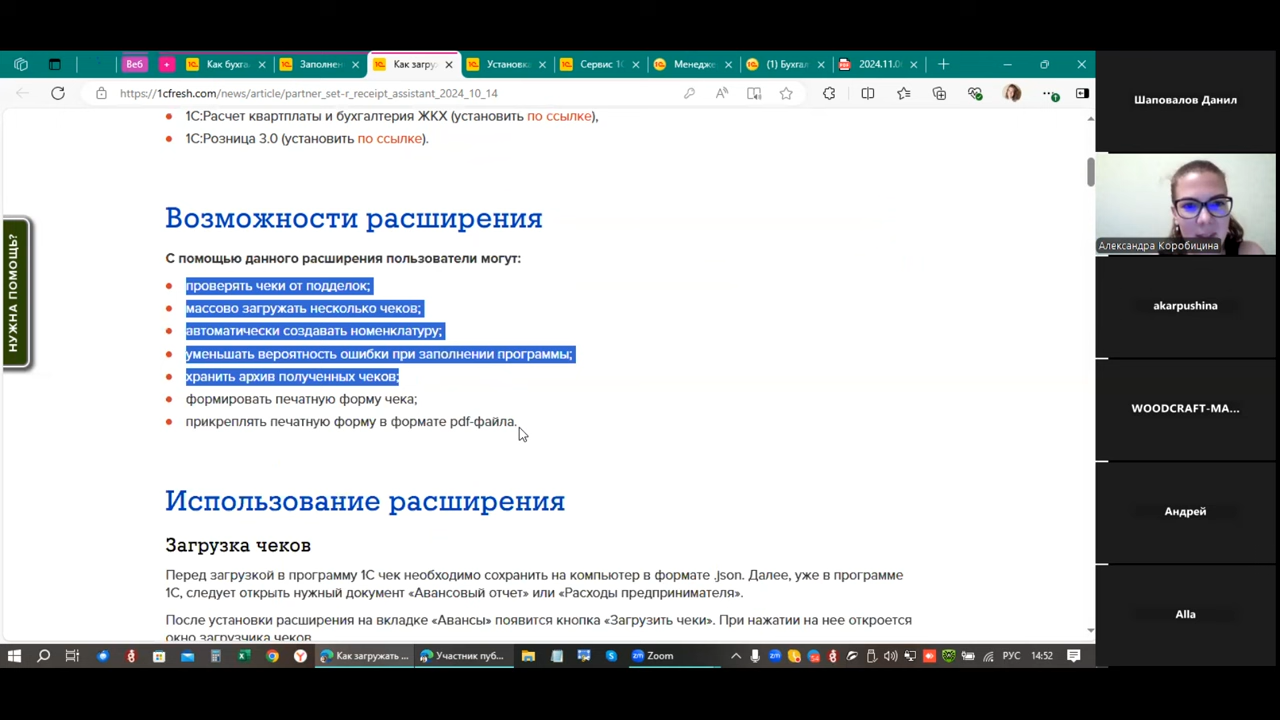 Веб
Как бухга
Заполнен
Как загру
Установк
Сервис 1С
Менедже
(1) Бухгал
2024.11.0
https://1cfresh.com/news/article/partner_set-r_receipt_assistant_2024_10_14
1С:Расчет квартплаты и бухгалтерия ЖКХ (установить по ссылке),
1С:Розница 3.0 (установить по ссылке).
Возможности расширения
С помощью данного расширения пользователи могут:
проверять чеки от подделок;
массово загружать несколько чеков;
автоматически создавать номенклатуру;
уменьшать вероятность ошибки при заполнении программы;
хранить архив полученных чеков;
формировать печатную форму чека;
прикреплять печатную форму в формате pdf-файла.
Использование расширения
Загрузка чеков
Перед загрузкой в программу 1С чек необходимо сохранить на компьютер в формате .json. Далее, уже в программе
1С, следует открыть нужный документ «Авансовый отчет» или «Расходы предпринимателя».
После установки расширения на вкладке «Авансы» появится кнопка «Загрузить чеки». При нажатии на нее откроется
окно загрузчика чеков.
НУЖНА ПОМОЩЬ?
Как загружать ...
Участник пуб...
Zoom
РУС
14:52
Шаповалов Данил
Александра Коробицина
akarpushina
WOODCRAFT-MA...
Андрей
Alla